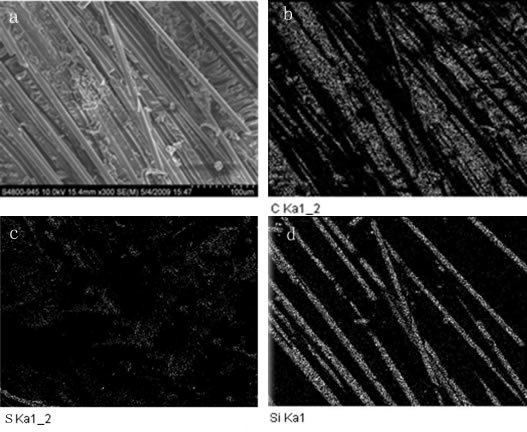 a
b
S4800-945 10.0kV 15.4mm x300 SE(M) 5/4/2009 15:47 100um
C Ka1_2
c
d
S Ka1_2
Si Ka1